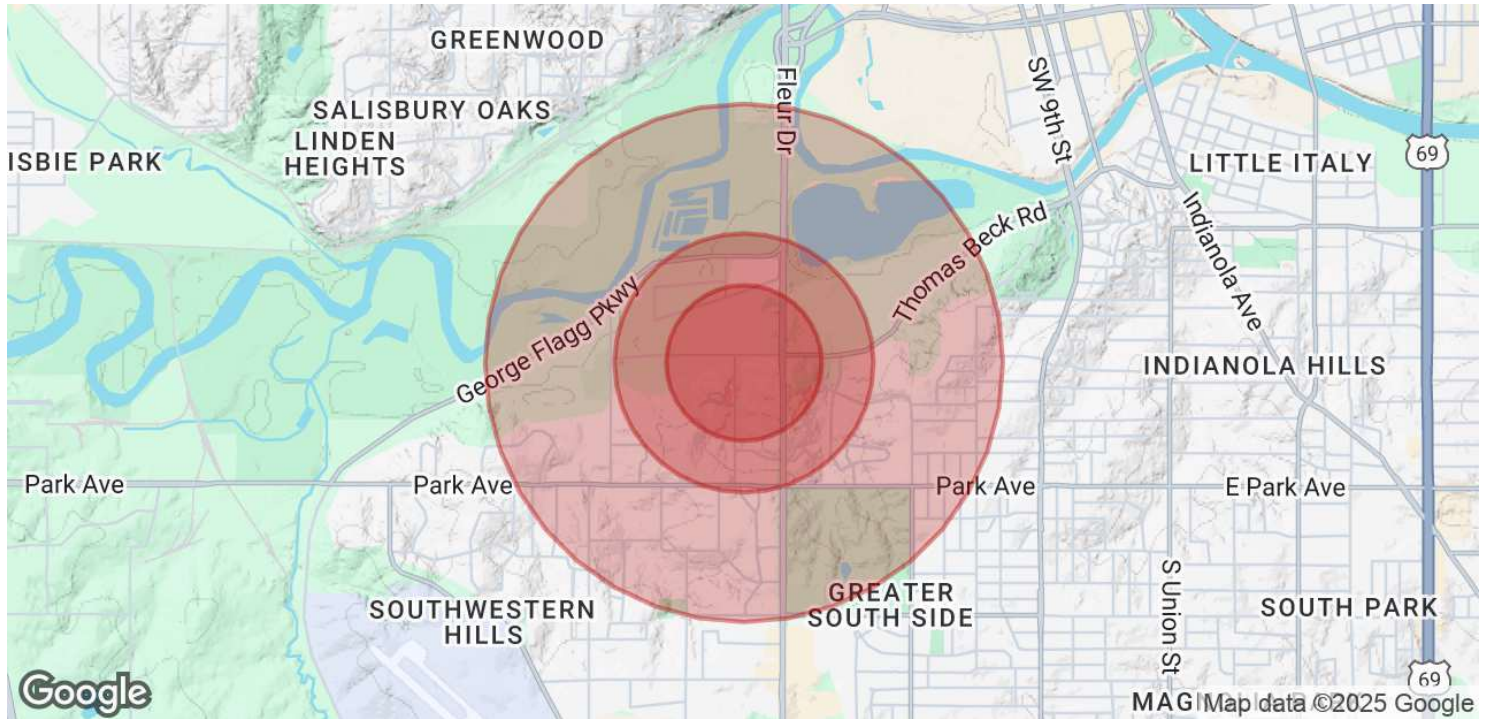 GREENWOOD
SALISBURY OAKS
LINDEN
HEIGHTS
ISBIE PARK
Fleur Dr
SW 9th St
69
LITTLE ITALY
Indianola Ave
Thomas Beck Rd
George Flagg Pkwy
INDIANOLA HILLS
Park Ave
Park Ave
Park Ave
E Park Ave
SOUTHWESTERN
HILLS
GREATER
SOUTH SIDE
S Union St
SOUTH PARK
69
Google
MAG
Map data ©2025 Google